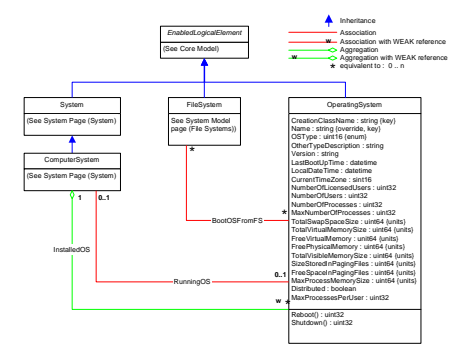 Inheritance
Association
w
Association with WEAK reference
Aggregation
w
Aggregation with WEAK reference
*
equivalent to : 0 .. n
EnabledLogicalElement
(See Core Model)
System
(See System Page (System)
FileSystem
See System Model
page (File Systems))
ComputerSystem
(See System Page (System)
1
0..1
*
OperatingSystem
CreationClassName : string {key}
Name : string (override, key}
OSType : uint16 {enum}
OtherTypeDescription : string
Version : string
LastBootUpTime : datetime
LocalDateTime : datetime
CurrentTimeZone : sint16
NumberOfLicensedUsers : uint32
NumberOfUsers : uint32
NumberOfProcesses : uint32
MaxNumberOfProcesses : uint32
TotalSwapSpaceSize : uint64 {units}
TotalVirtualMemorySize : uint64 {units}
FreeVirtualMemory : uint64 {units}
FreePhysicalMemory : uint64 {units}
TotalVisibleMemorySize : uint64 {units}
SizeStoredInPagingFiles : uint64 {units}
FreeSpaceInPagingFiles : uint64 {units}
MaxProcessMemorySize : uint64 {units}
Distributed : boolean
MaxProcessesPerUser : uint32
Reboot() : uint32
Shutdown() : uint32
*
BootOSFromFS
InstalledOS
0..1
RunningOS
w
*